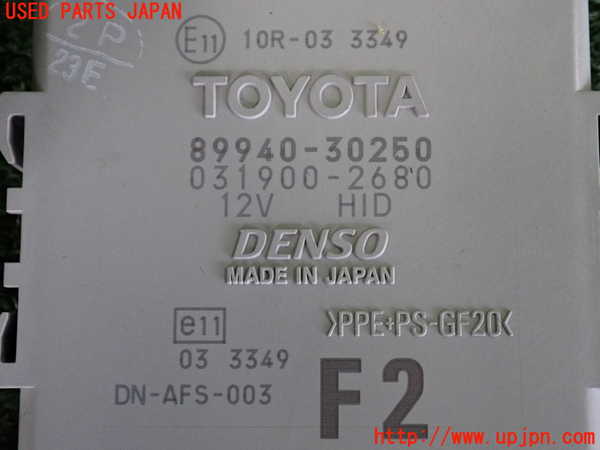 USED PARTS JAPAN
2P
23E
E11 10R-03 3349
TOYOTA
89940-30250
031900-2680
12V HID
DENSO
MADE IN JAPAN
e11
>PPE+PS-GF20<
03 3349
DN-AFS-003
F2
http://www.upjpn.com